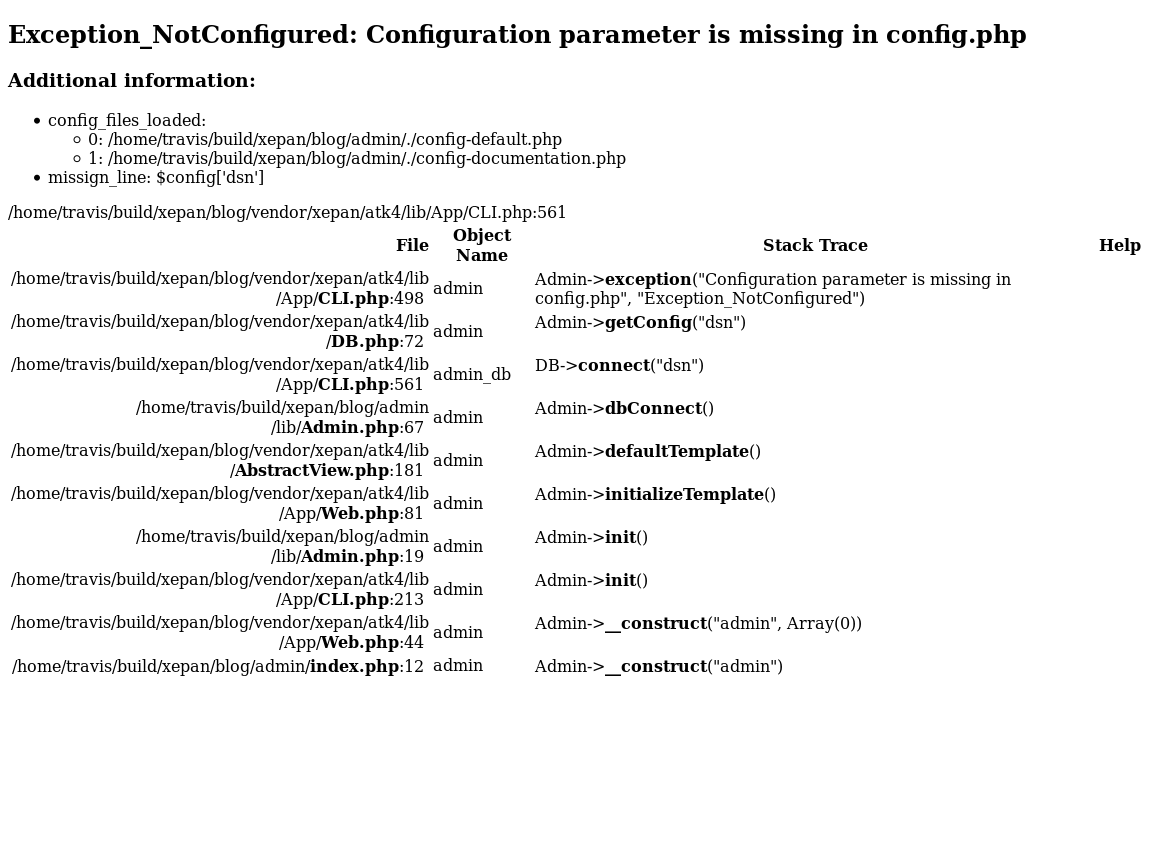 Exception_NotConfigured: Configuration parameter is missing in config.php
Additional information:
• config_files_loaded:
◦ 0: /home/travis/build/xepan/blog/admin/./config-default.php
◦ 1: /home/travis/build/xepan/blog/admin/./config-documentation.php
• missign_line: $config['dsn']
/home/travis/build/xepan/blog/vendor/xepan/atk4/lib/App/CLI.php:561
File Object Name Stack Trace Help
/home/travis/build/xepan/blog/vendor/xepan/atk4/lib
/App/CLI.php:498 admin Admin->exception("Configuration parameter is missing in
config.php", "Exception_NotConfigured")
/home/travis/build/xepan/blog/vendor/xepan/atk4/lib
/DB.php:72 admin Admin->getConfig("dsn")
/home/travis/build/xepan/blog/vendor/xepan/atk4/lib
/App/CLI.php:561 admin_db DB->connect("dsn")
/home/travis/build/xepan/blog/admin
/lib/Admin.php:67 admin Admin->dbConnect()
/home/travis/build/xepan/blog/vendor/xepan/atk4/lib
/AbstractView.php:181 admin Admin->defaultTemplate()
/home/travis/build/xepan/blog/vendor/xepan/atk4/lib
/App/Web.php:81 admin Admin->initializeTemplate()
/home/travis/build/xepan/blog/admin
/lib/Admin.php:19 admin Admin->init()
/home/travis/build/xepan/blog/vendor/xepan/atk4/lib
/App/CLI.php:213 admin Admin->init()
/home/travis/build/xepan/blog/vendor/xepan/atk4/lib
/App/Web.php:44 admin Admin->__construct("admin", Array(0))
/home/travis/build/xepan/blog/admin/index.php:12 admin Admin->__construct("admin")